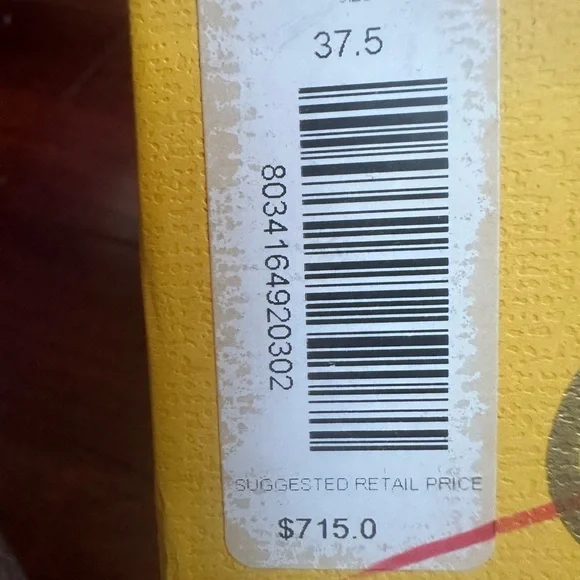 37.5
8034164920302
SUGGESTED RETAIL PRICE
$715.0